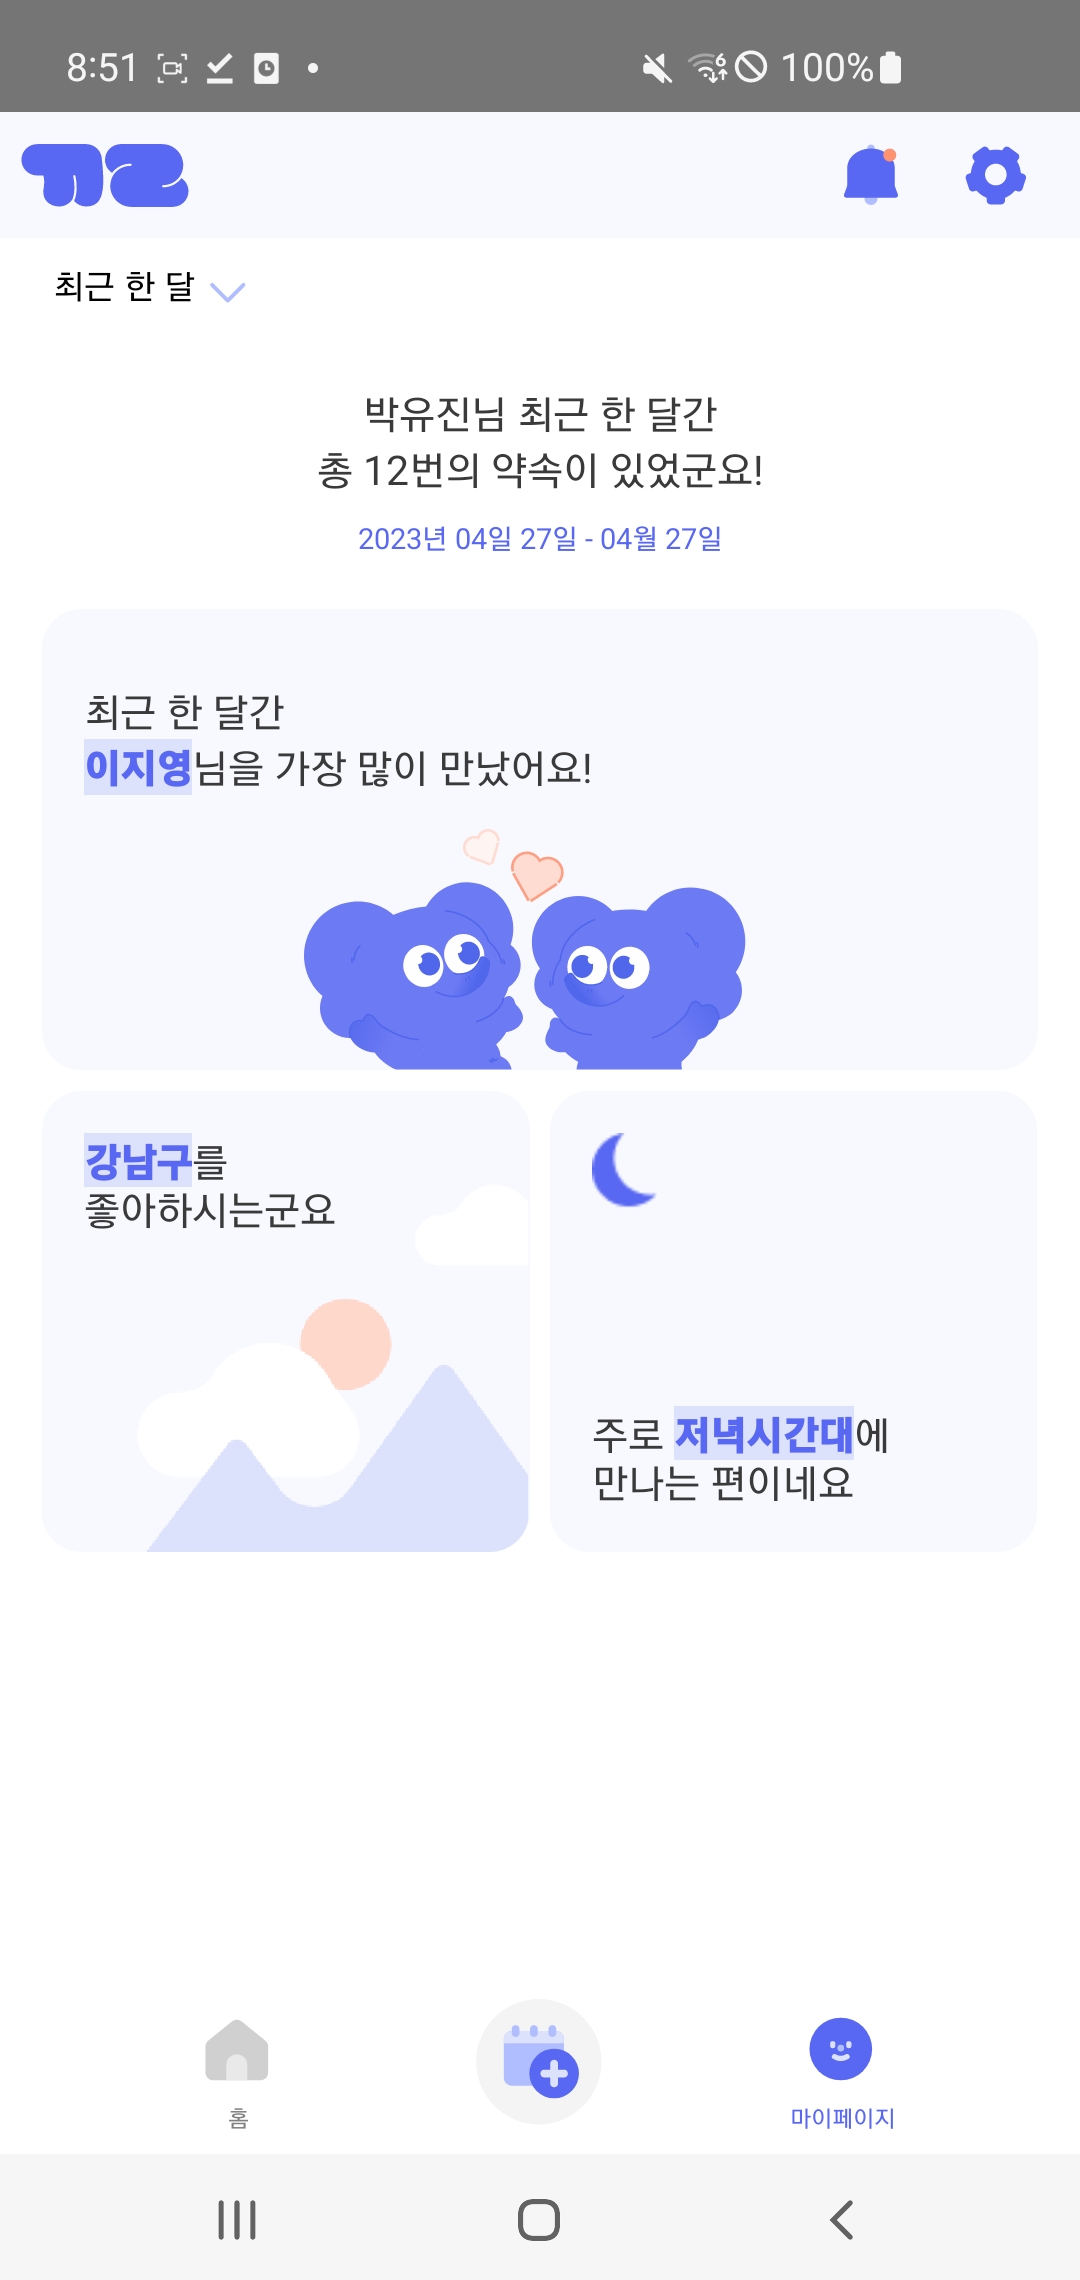 8:51
100%
최근 한 달
박유진님 최근 한 달간
총 12번의 약속이 있었군요!
2023년 04일 27일 - 04월 27일
최근 한 달간
이지영님을 가장 많이 만났어요!
강남구를
좋아하시는군요
주로 저녁시간대에
만나는 편이네요
홈
마이페이지